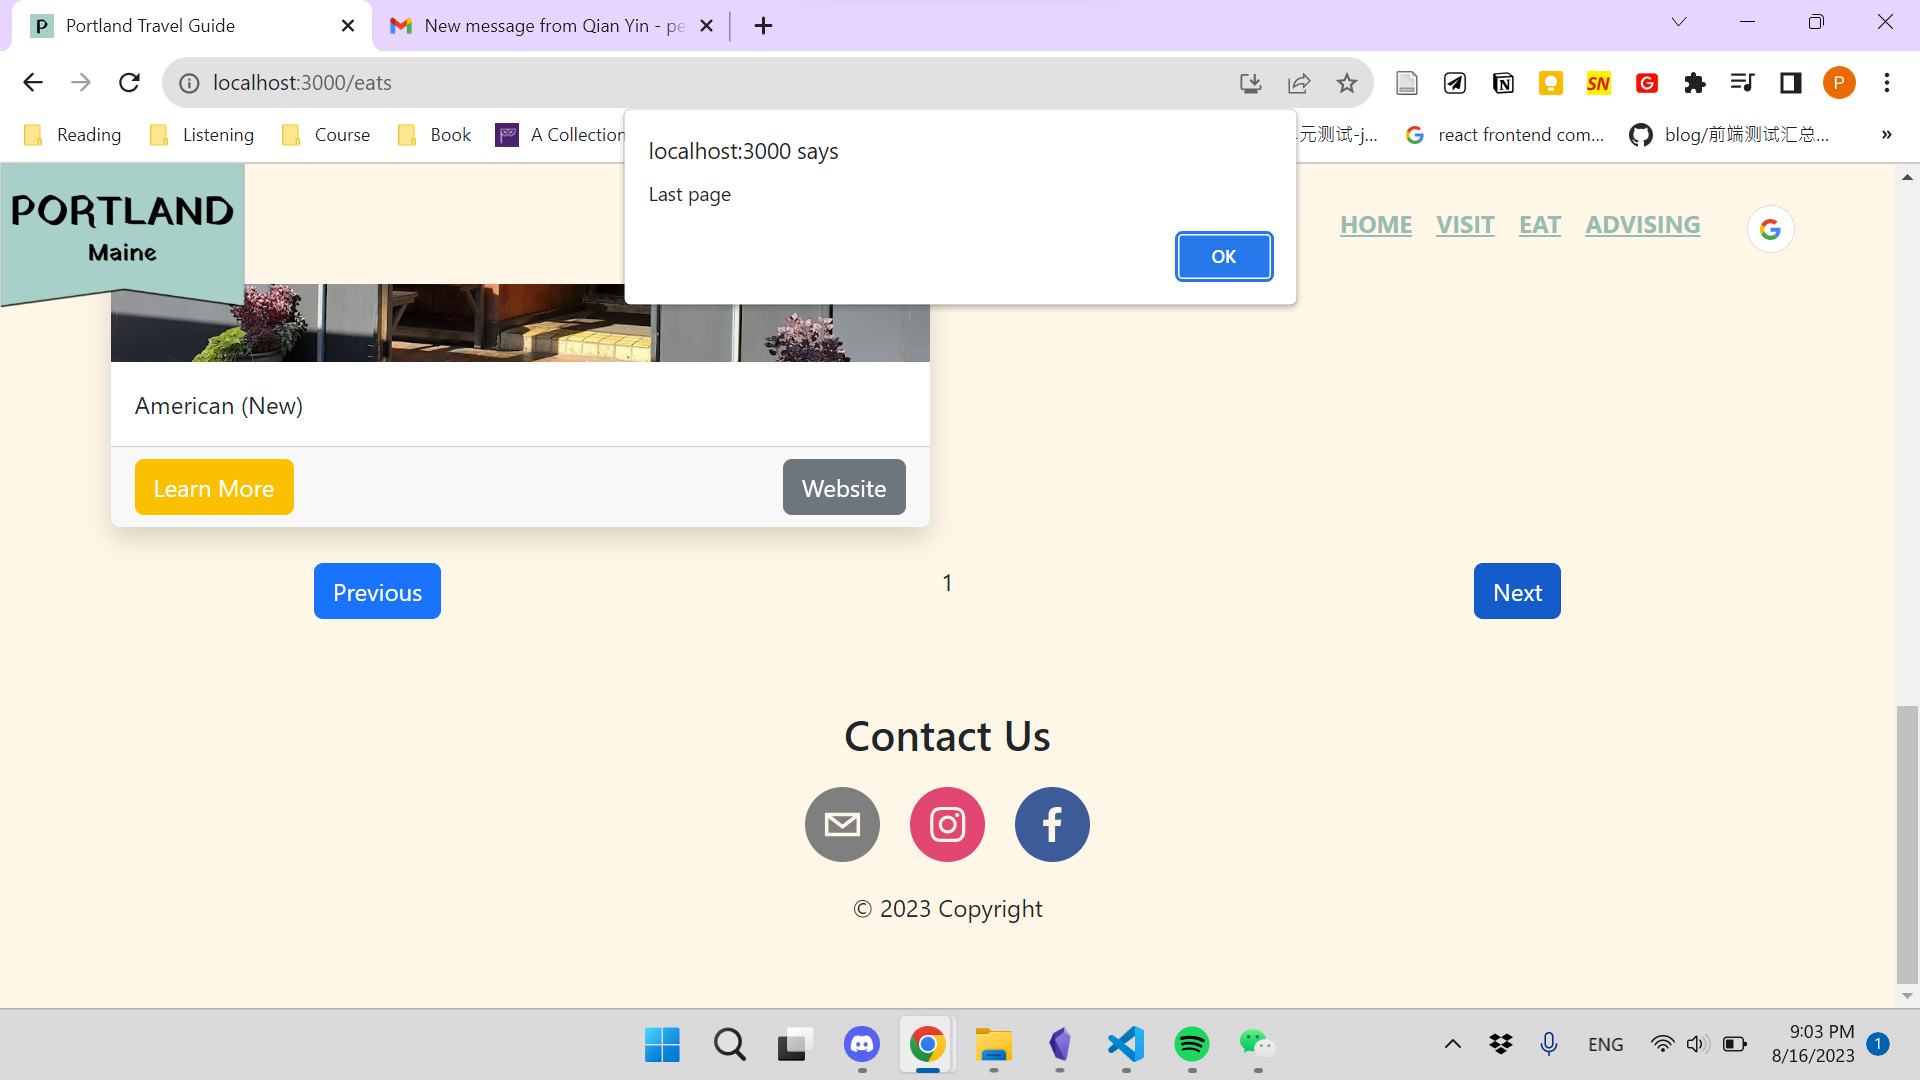 Portland Travel Guide
New message from Qian Yin - pe
localhost:3000/eats
SN
P
Reading
Listening
Course
Book
A Collection
元测试-j...
react frontend com...
blog/前端测试汇总...
»
localhost:3000 says
Last page
OK
PORTLAND
Maine
HOME
VISIT
EAT
ADVISING
American (New)
Learn More
Website
Previous
1
Next
Contact Us
© 2023 Copyright
ENG
9:03 PM
8/16/2023
1